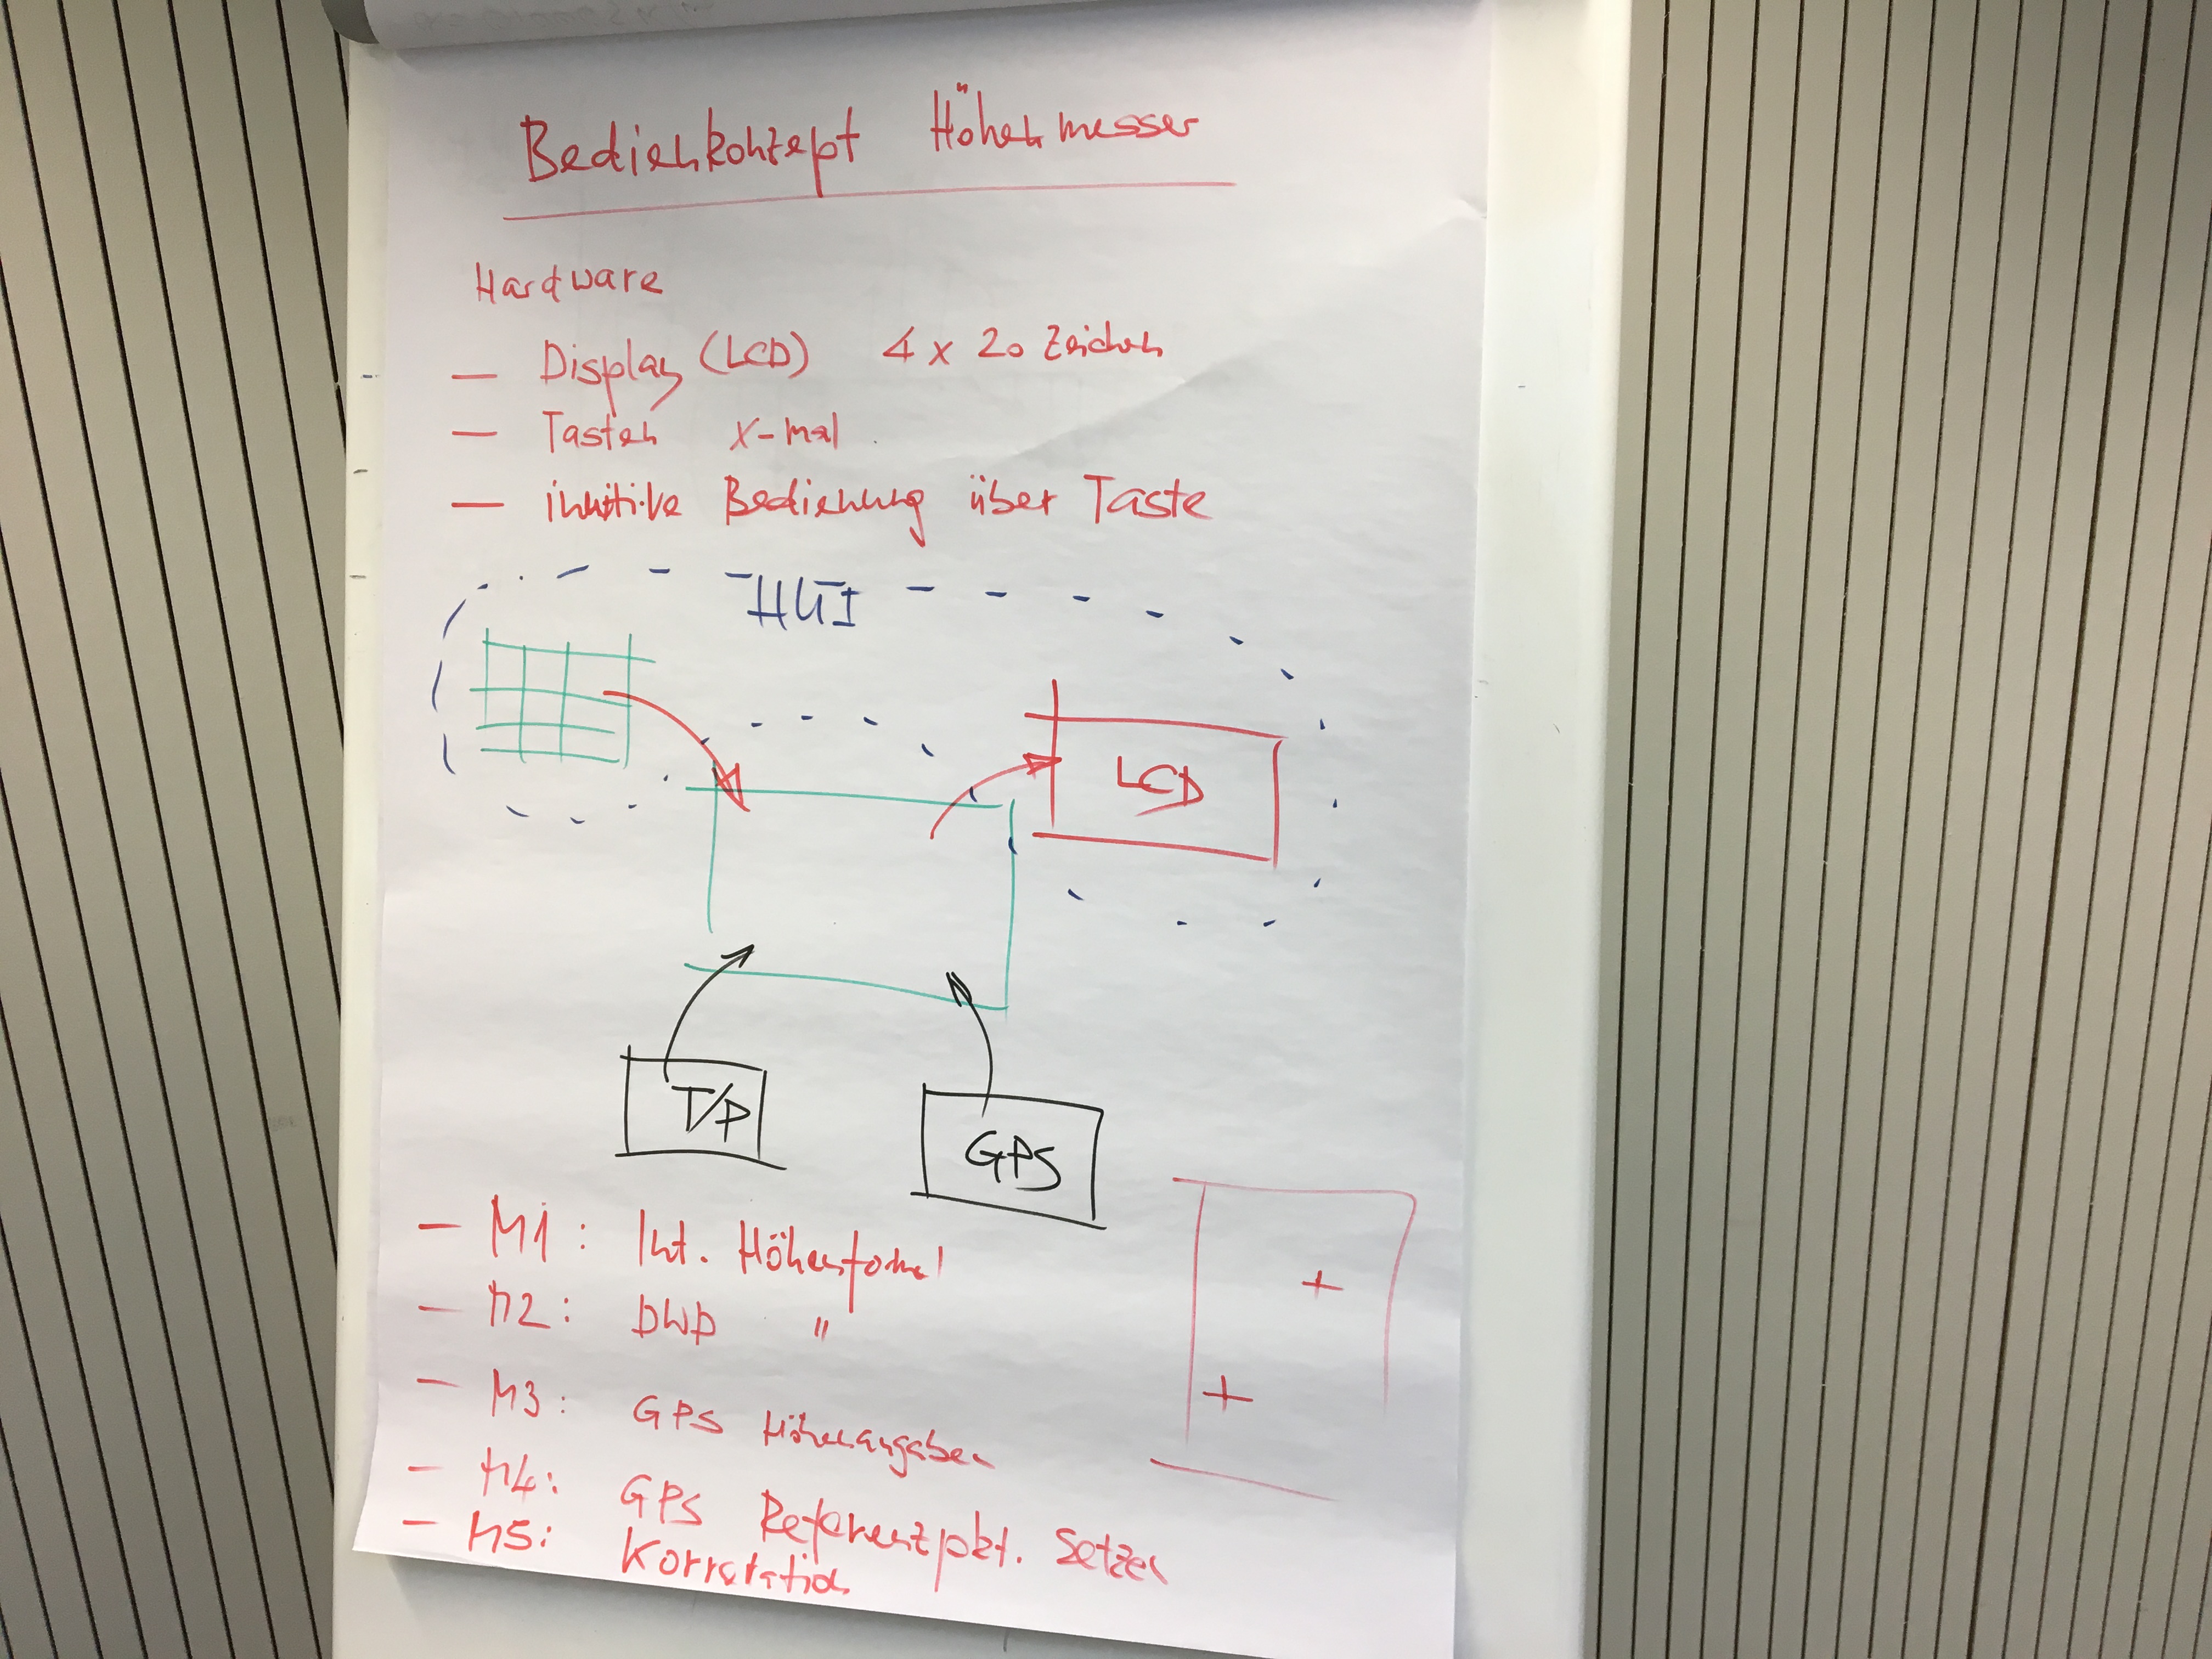 Bedienkonzept Höhenmesser
Hardware
— Display (LCD) 4 x 20 Zeichen
— Tasten x-mal
— intuitive Bedienung über Taste
HMI
LCD
T/P
GPS
— M1: Int. Höhenformel
— M2: DWD "
— M3: GPS Höhenangaben
— M4: GPS Referenzpkt. setzen
— M5: